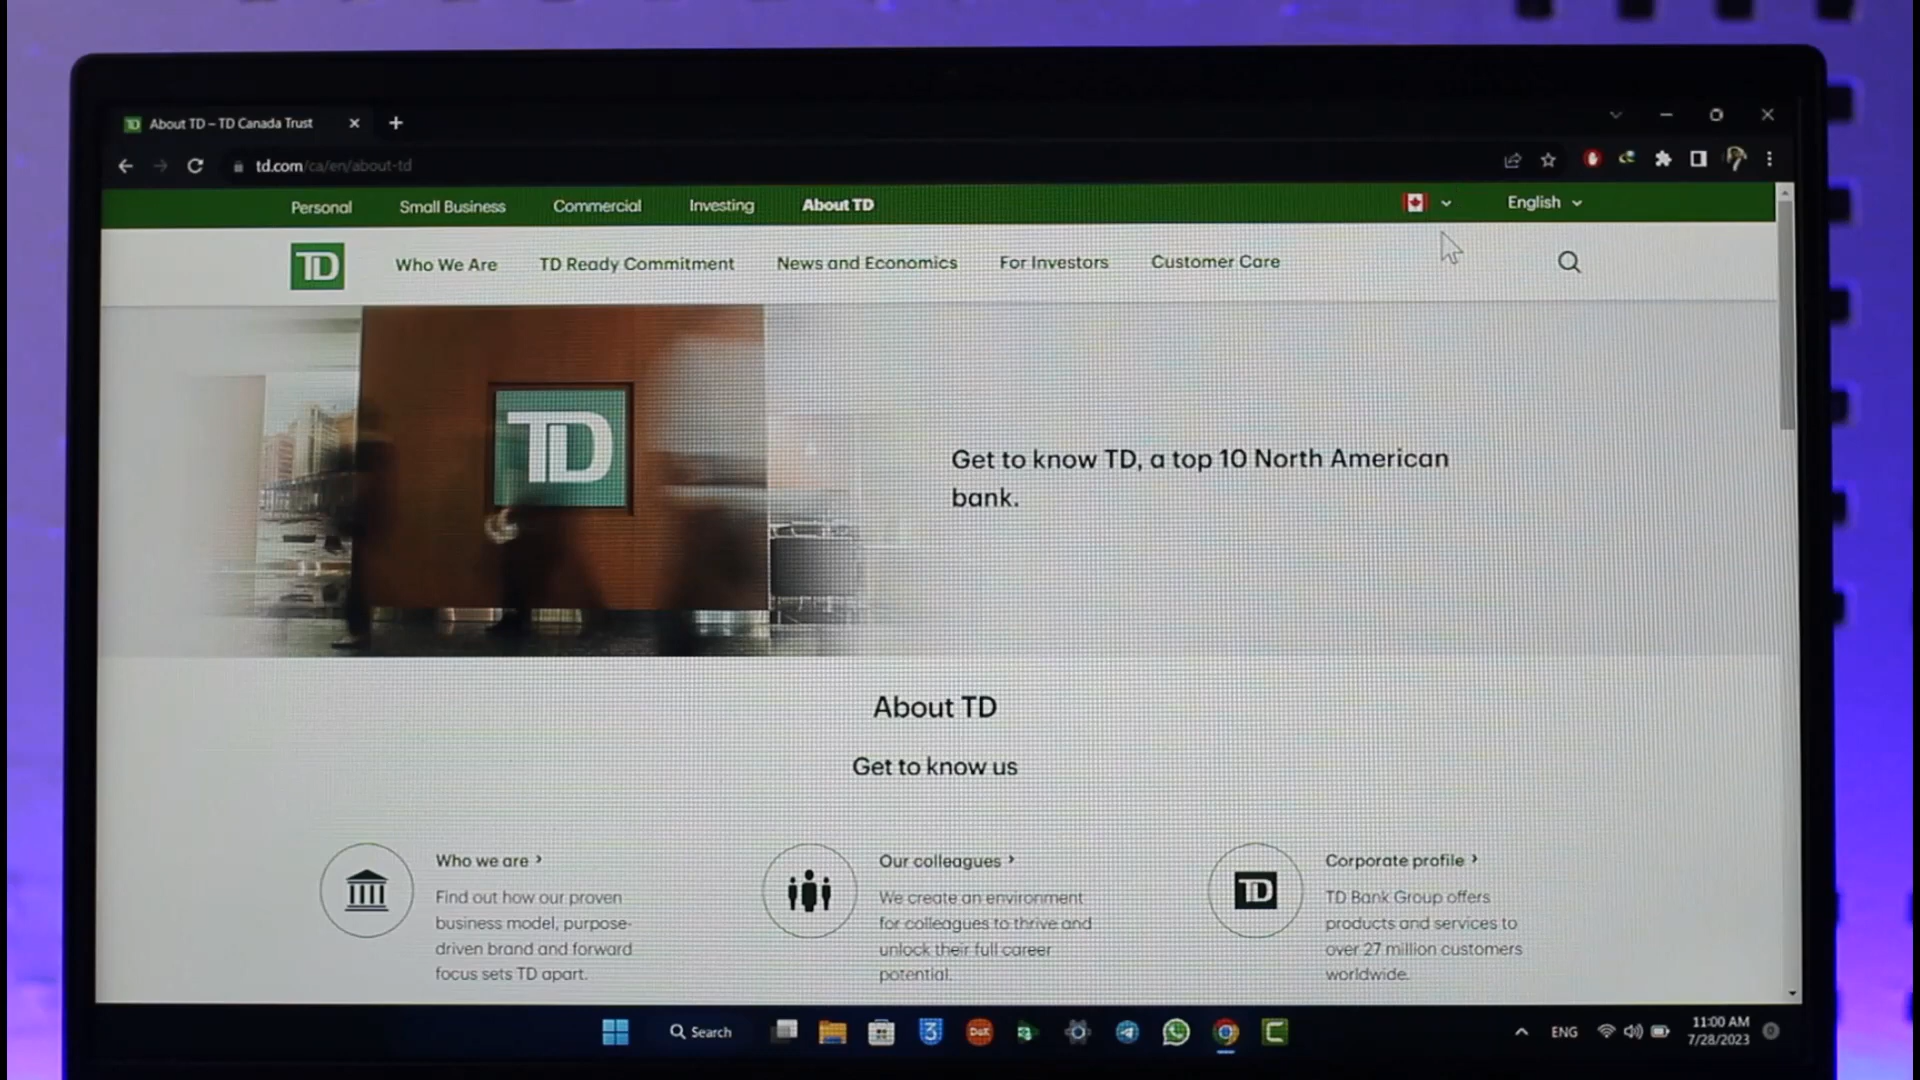 TD About TD – TD Canada Trust
td.com/ca/en/about-td
Personal Small Business Commercial Investing About TD English
TD Who We Are TD Ready Commitment News and Economics For Investors Customer Care
TD
Get to know TD, a top 10 North American
bank.
About TD
Get to know us
Who we are
Find out how our proven
business model, purpose-
driven brand and forward
focus sets TD apart.
Our colleagues
We create an environment
for colleagues to thrive and
unlock their full career
potential.
TD
Corporate profile
TD Bank Group offers
products and services to
over 27 million customers
worldwide.
Search
ENG
11:00 AM
7/28/2023